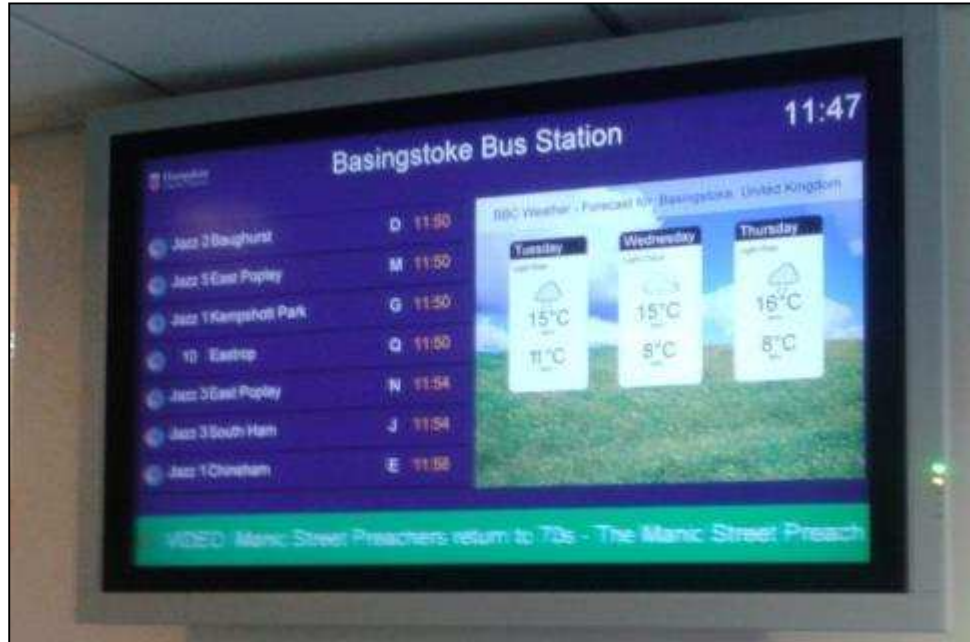 11:47
Basingstoke Bus Station
Hampshire
Jazz 2 Baughurst D 11:50
Jazz 5 East Popley M 11:50
Jazz 1 Kempshott Park G 11:50
10 Eastrop Q 11:50
Jazz 3 East Popley N 11:54
Jazz 3 South Ham J 11:54
Jazz 1 Chineham E 11:58
BBC Weather - Forecast for Basingstoke, United Kingdom
Tuesday Wednesday Thursday
15°C 15°C 16°C
11°C 8°C 8°C
VIDEO: Manic Street Preachers return to 70s - The Manic Street Preach